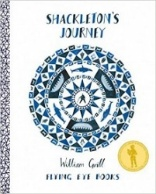 SHACKLETON'S
JOURNEY
William Grill
FLYING EYE BOOKS